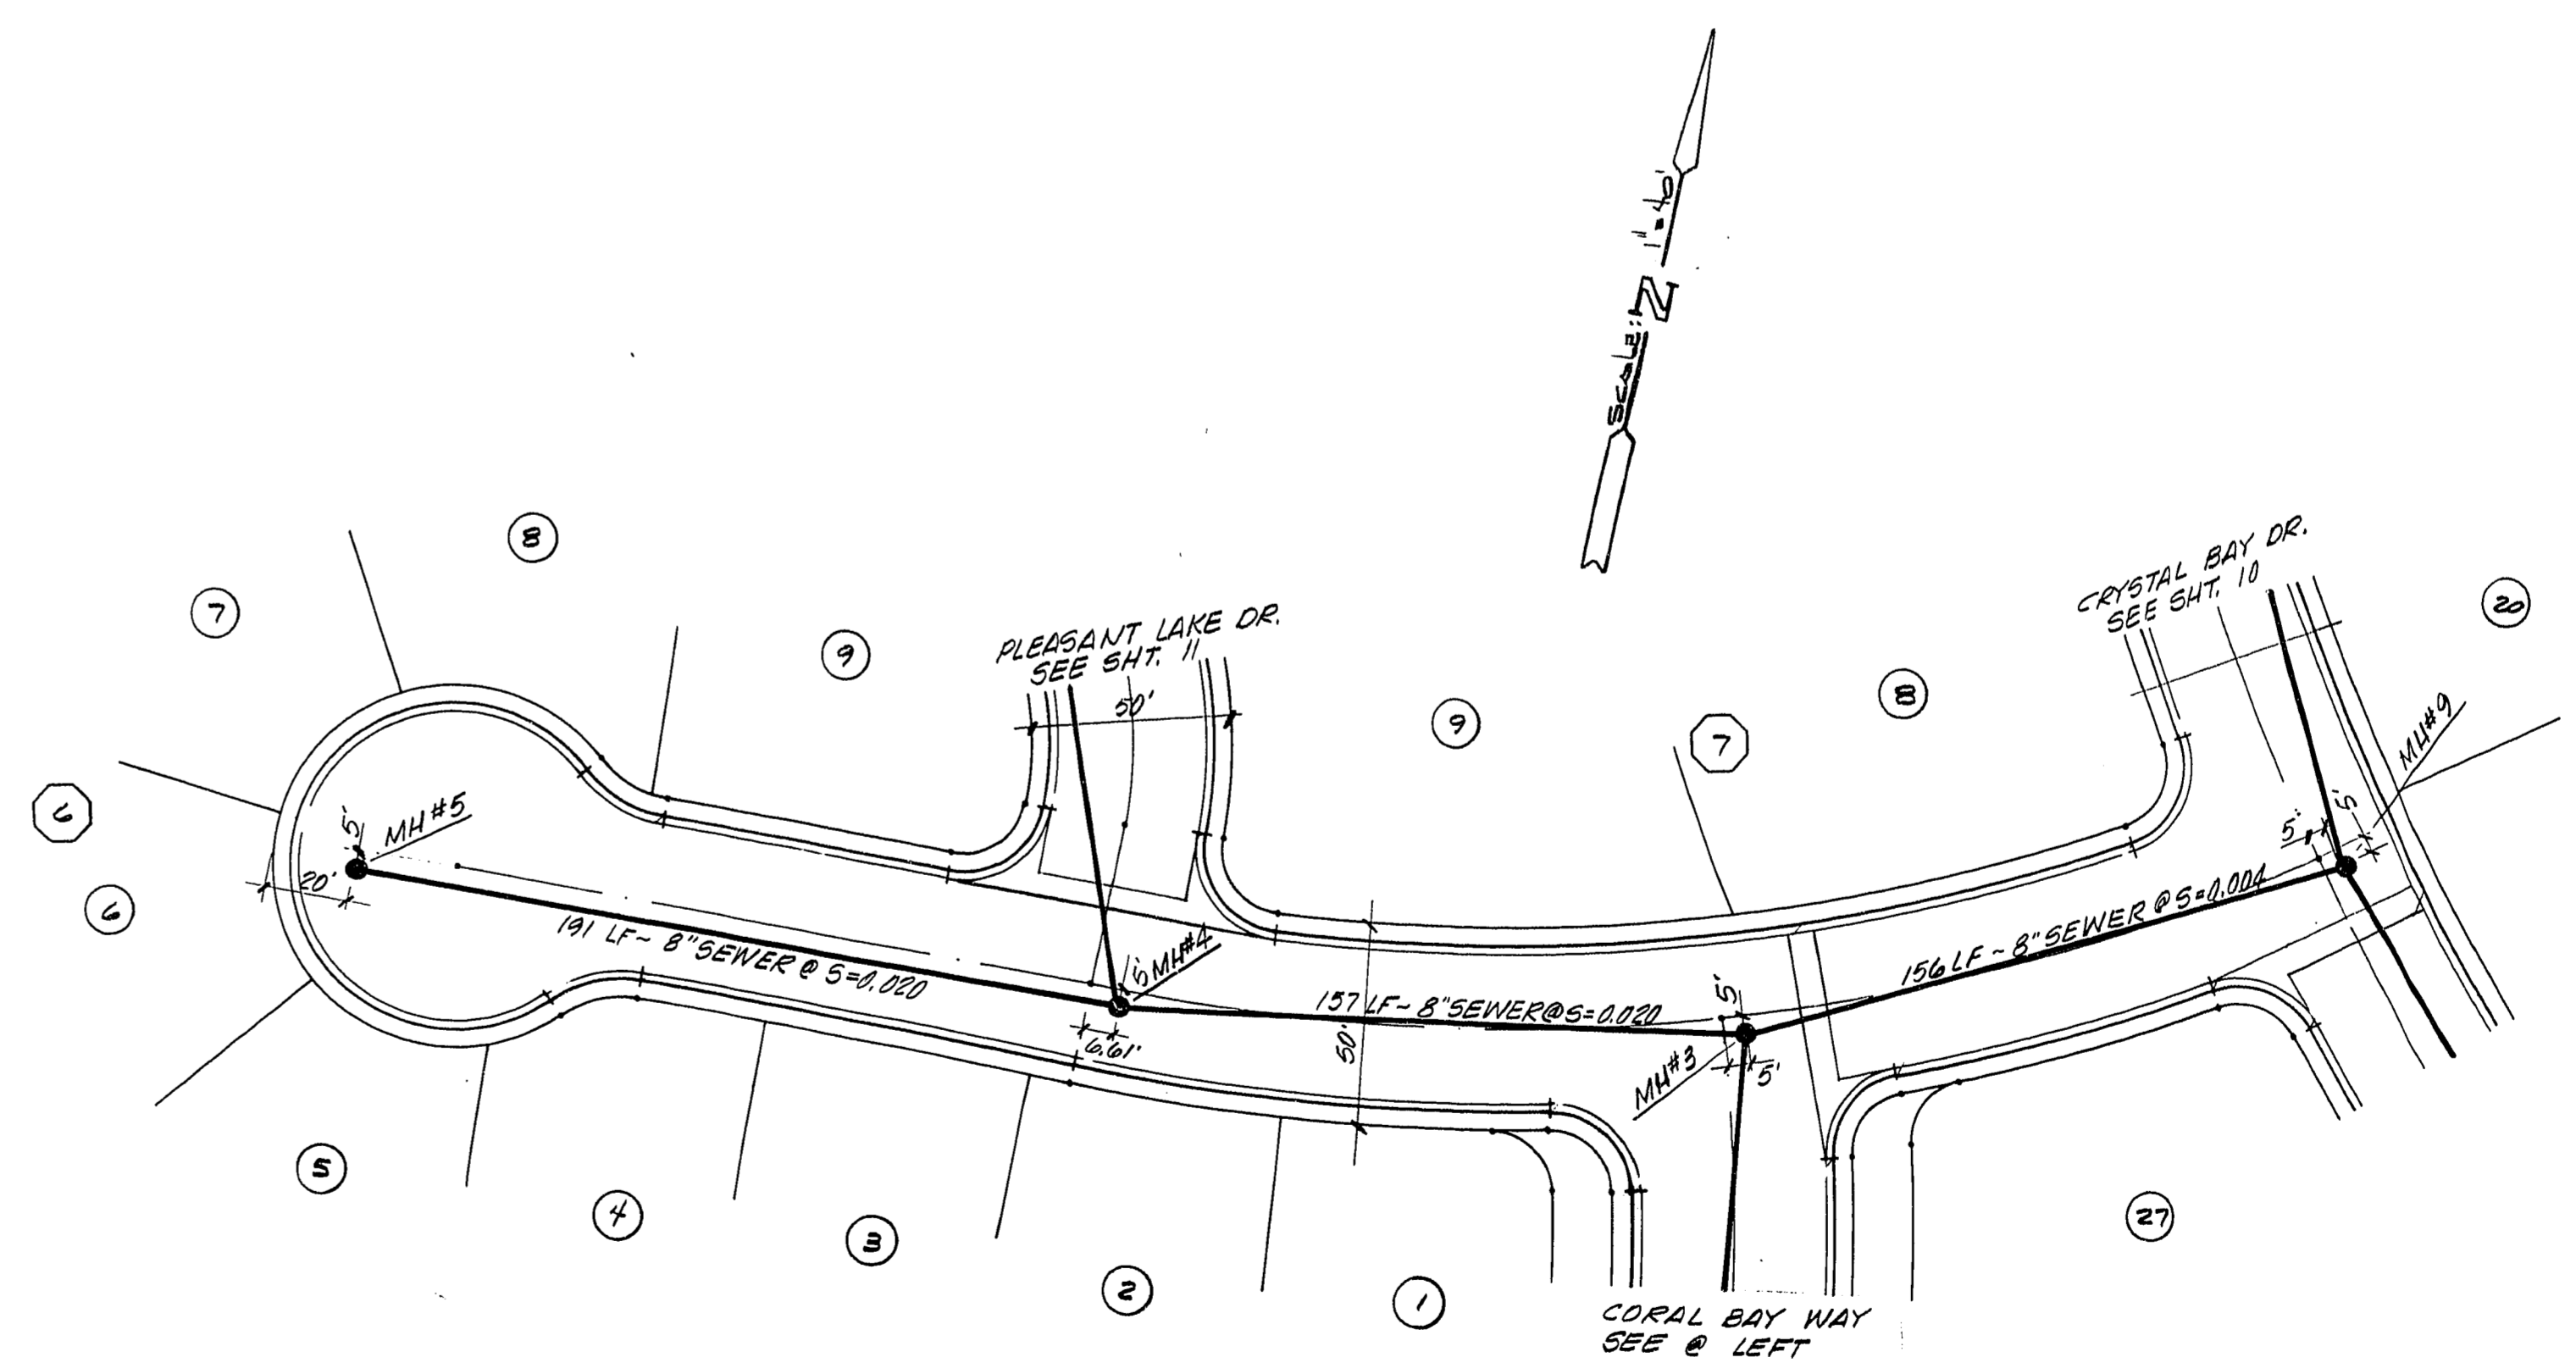 SCALE: N 1" = 40'
8
7
9
PLEASANT LAKE DR.
SEE SHT. 11
50'
CRYSTAL BAY DR.
SEE SHT. 10
20
9
8
7
MH#9
6
6
5'
MH#5
20'
191 LF ~ 8" SEWER @ S=0.020
5'
MH#4
6.61'
157 LF ~ 8" SEWER @ S=0.020
50'
5'
MH#3
5'
156 LF ~ 8" SEWER @ S=0.004
5'
5'
5
4
3
2
1
27
CORAL BAY WAY
SEE @ LEFT